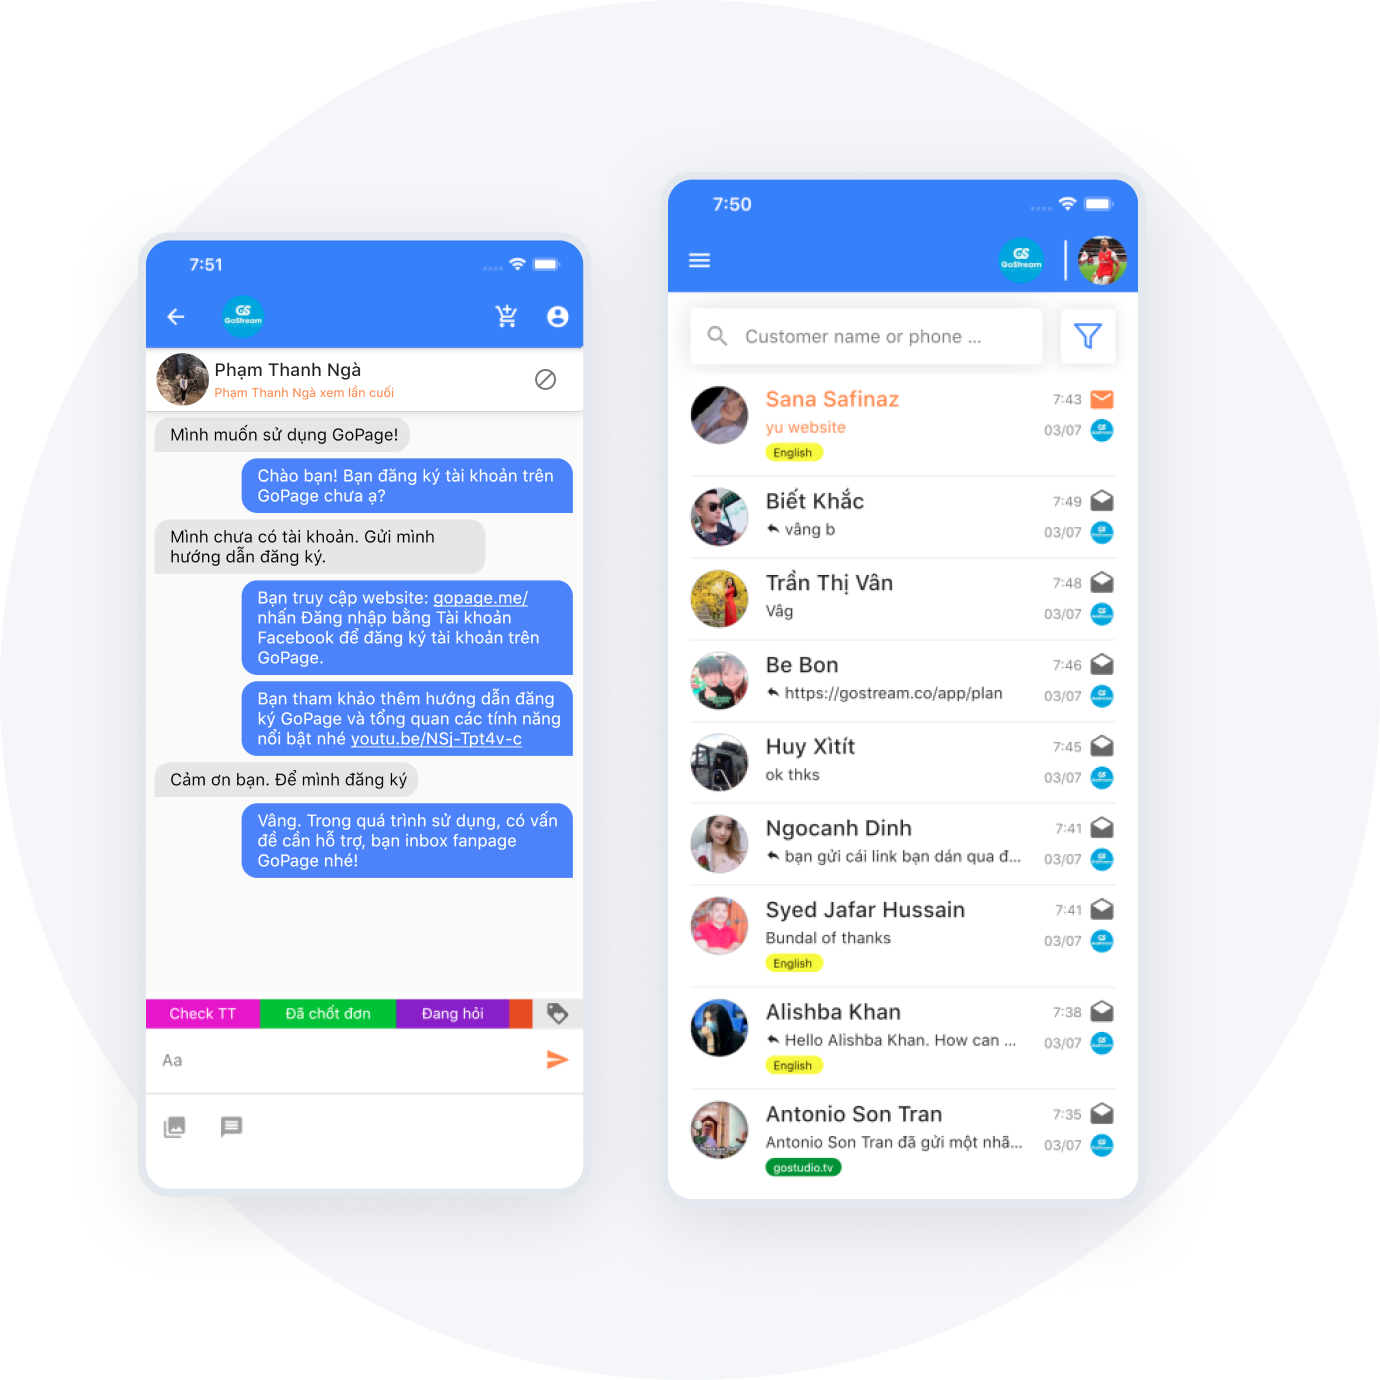 7:51
GS
GoStream
Phạm Thanh Ngà
Phạm Thanh Ngà xem lần cuối
Mình muốn sử dụng GoPage!
Chào bạn! Bạn đăng ký tài khoản trên
GoPage chưa ạ?
Mình chưa có tài khoản. Gửi mình
hướng dẫn đăng ký.
Bạn truy cập website: gopage.me/
nhấn Đăng nhập bằng Tài khoản
Facebook để đăng ký tài khoản trên
GoPage.
Bạn tham khảo thêm hướng dẫn đăng
ký GoPage và tổng quan các tính năng
nổi bật nhé youtu.be/NSj-Tpt4v-c
Cảm ơn bạn. Để mình đăng ký
Vâng. Trong quá trình sử dụng, có vấn
đề cần hỗ trợ, bạn inbox fanpage
GoPage nhé!
Check TT Đã chốt đơn Đang hỏi
Aa
7:50
GS
GoStream
Customer name or phone ...
Sana Safinaz 7:43
yu website 03/07
English
Biết Khắc 7:49
vâng b 03/07
Trần Thị Vân 7:48
Vâg 03/07
Be Bon 7:46
https://gostream.co/app/plan 03/07
Huy Xìtít 7:45
ok thks 03/07
Ngocanh Dinh 7:41
bạn gửi cái link bạn dán qua đ... 03/07
Syed Jafar Hussain 7:41
Bundal of thanks 03/07
English
Alishba Khan 7:38
Hello Alishba Khan. How can ... 03/07
English
Antonio Son Tran 7:35
Antonio Son Tran đã gửi một nhã... 03/07
gostudio.tv